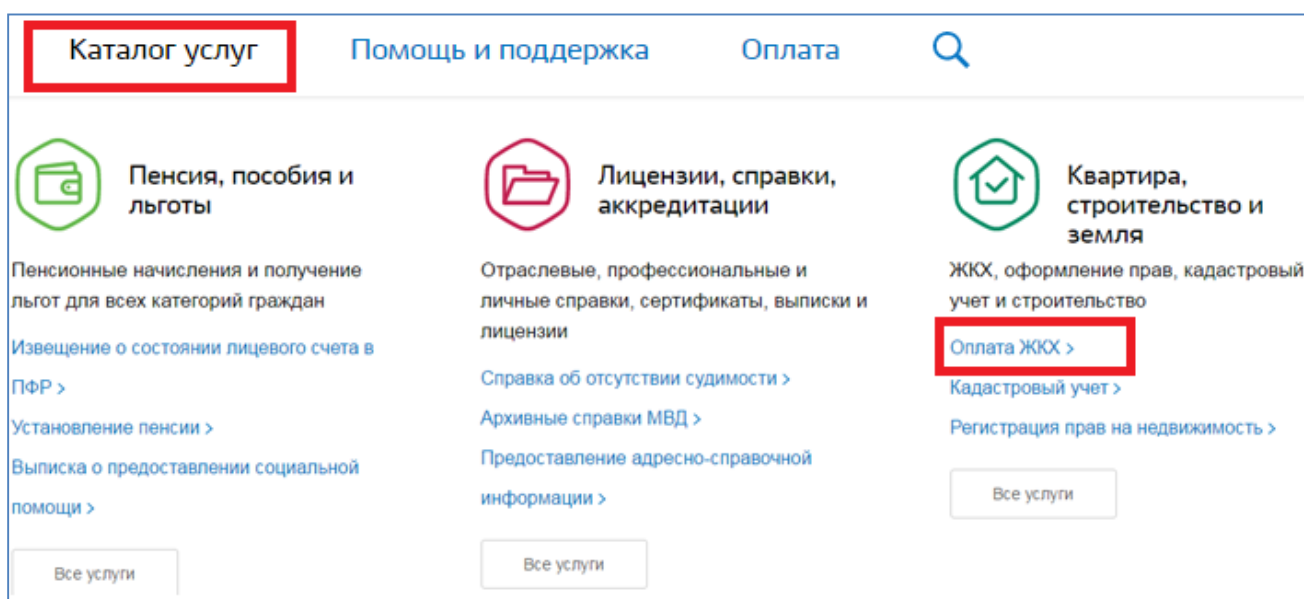 Каталог услуг
Помощь и поддержка
Оплата
Пенсия, пособия и
льготы
Пенсионные начисления и получение
льгот для всех категорий граждан
Извещение о состоянии лицевого счета в
ПФР >
Установление пенсии >
Выписка о предоставлении социальной
помощи >
Все услуги
Лицензии, справки,
аккредитации
Отраслевые, профессиональные и
личные справки, сертификаты, выписки и
лицензии
Справка об отсутствии судимости >
Архивные справки МВД >
Предоставление адресно-справочной
информации >
Все услуги
Квартира,
строительство и
земля
ЖКХ, оформление прав, кадастровый
учет и строительство
Оплата ЖКХ >
Кадастровый учет >
Регистрация прав на недвижимость >
Все услуги